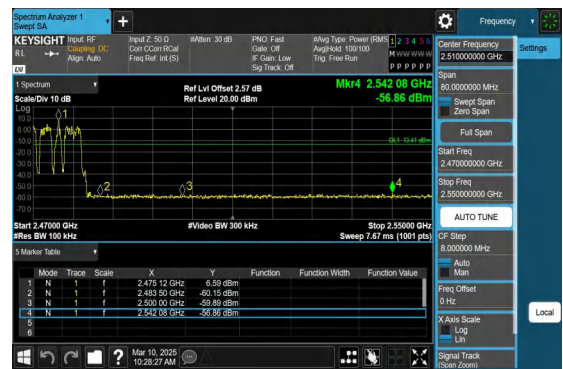 Spectrum Analyzer 1
Swept SA
Frequency
KEYSIGHT
Input: RF
Input Z: 50 Ω
#Atten: 30 dB
PNO: Fast
#Avg Type: Power (RMS
1 2 3 4 5 6
RL
Coupling: DC
Corr CCorr RCal
Gate: Off
Avg|Hold: 100/100
M W W W W W
Align: Auto
Freq Ref: Int (S)
IF Gain: Low
Trig: Free Run
Sig Track: Off
P P P P P P
LXI
1 Spectrum
Ref Lvl Offset 2.57 dB
Mkr4 2.542 08 GHz
Scale/Div 10 dB
Ref Level 20.00 dBm
-56.86 dBm
Log
10.0
0.00
-10.0
-20.0
-30.0
-40.0
-50.0
-60.0
-70.0
1
2
3
4
DL1 -13.41 dBm
Start 2.47000 GHz
#Video BW 300 kHz
Stop 2.55000 GHz
#Res BW 100 kHz
Sweep 7.67 ms (1001 pts)
5 Marker Table
Mode Trace Scale X Y Function Function Width Function Value
1 N 1 f 2.475 12 GHz 6.59 dBm
2 N 1 f 2.483 50 GHz -60.15 dBm
3 N 1 f 2.500 00 GHz -59.89 dBm
4 N 1 f 2.542 08 GHz -56.86 dBm
5
6
?
Mar 10, 2025
10:28:27 AM
Center Frequency
2.510000000 GHz
Settings
Span
80.0000000 MHz
Swept Span
Zero Span
Full Span
Start Freq
2.470000000 GHz
Stop Freq
2.550000000 GHz
AUTO TUNE
CF Step
8.000000 MHz
Auto
Man
Freq Offset
0 Hz
X Axis Scale
Log
Lin
Local
Signal Track
(Span Zoom)